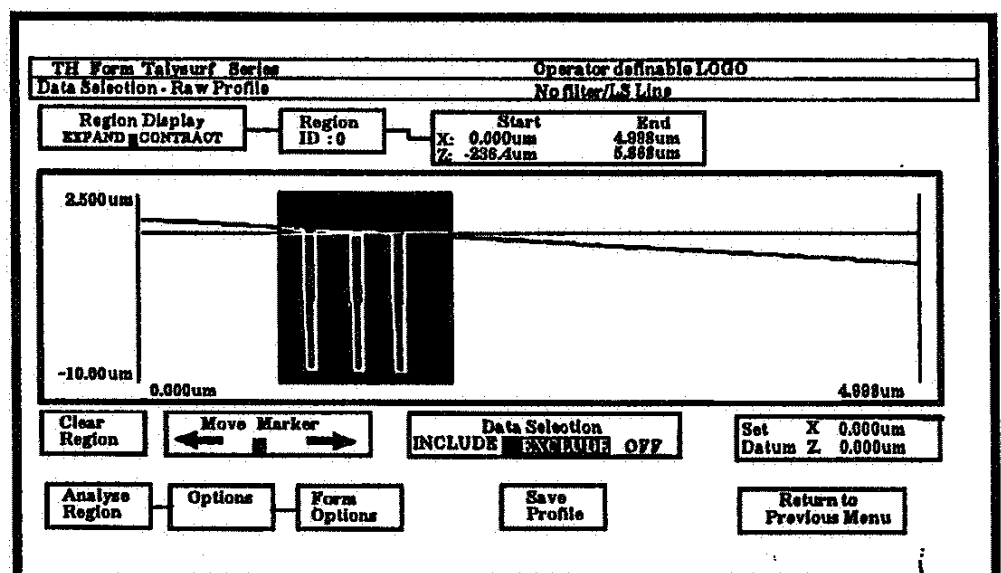 TH Form Talysurf Series
Operator definable LOGO
Data Selection - Raw Profile
No filter/LS Line
Region Display
EXPAND CONTRACT
Region
ID :0
Start End
X: 0.000um 4.998um
Z: -236.4um
2.500um
-10.00um
0.000um
4.998um
Clear
Region
Move Marker
Data Selection
INCLUDE EXCLUDE OFF
Set X 0.000um
Datum Z 0.000um
Analyse
Region
Options
Form
Options
Save
Profile
Return to
Previous Menu